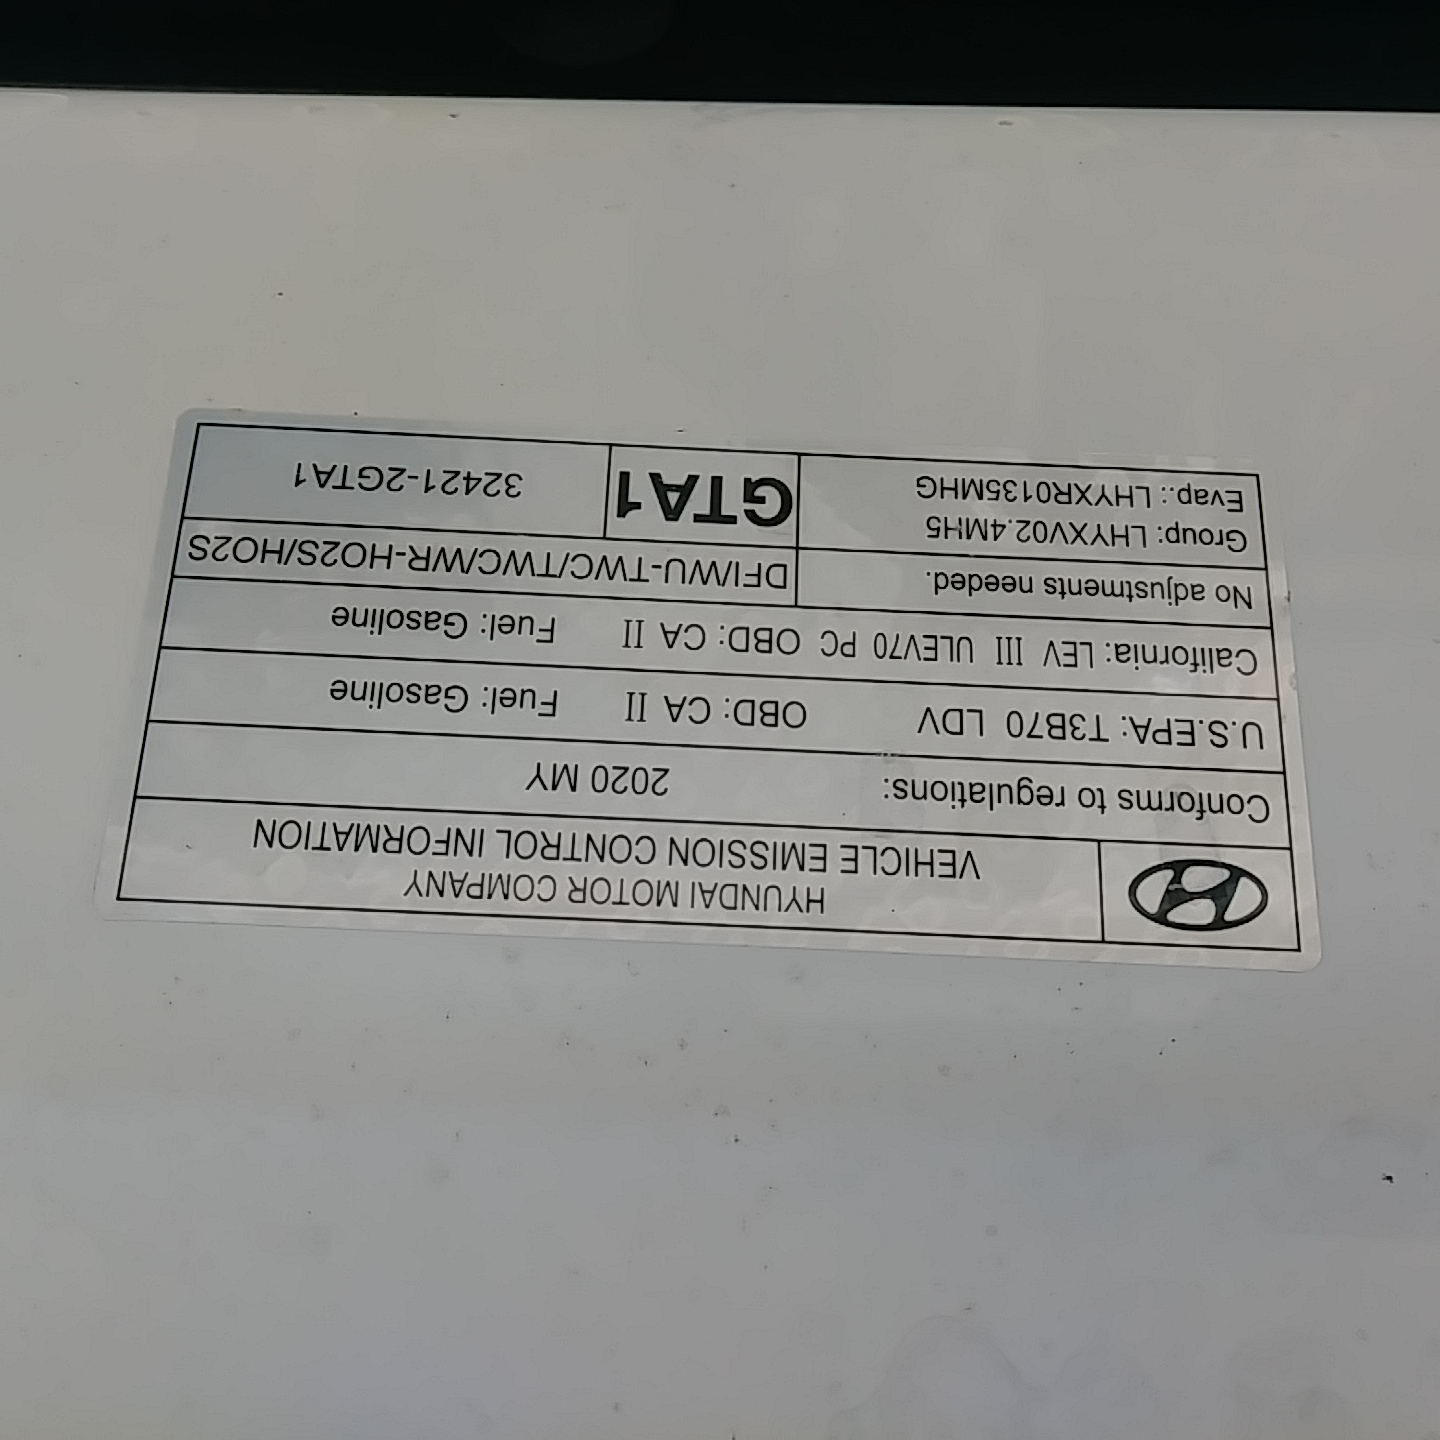 HYUNDAI MOTOR COMPANY
VEHICLE EMISSION CONTROL INFORMATION
Conforms to regulations: 2020 MY
U.S.EPA: T3B70 LDV OBD: CA II Fuel: Gasoline
California: LEV III ULEV70 PC OBD: CA II Fuel: Gasoline
No adjustments needed. DFI/WU-TWC/TWC/WR-HO2S/HO2S
Group: LHYXV02.4MH5
Evap.: LHYXR0135MHG
GTA1
32421-2GTA1